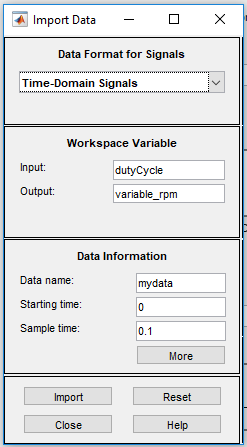 Import Data
Data Format for Signals
Time-Domain Signals
Workspace Variable
Input: dutyCycle
Output: variable_rpm
Data Information
Data name: mydata
Starting time: 0
Sample time: 0.1
More
Import Reset
Close Help